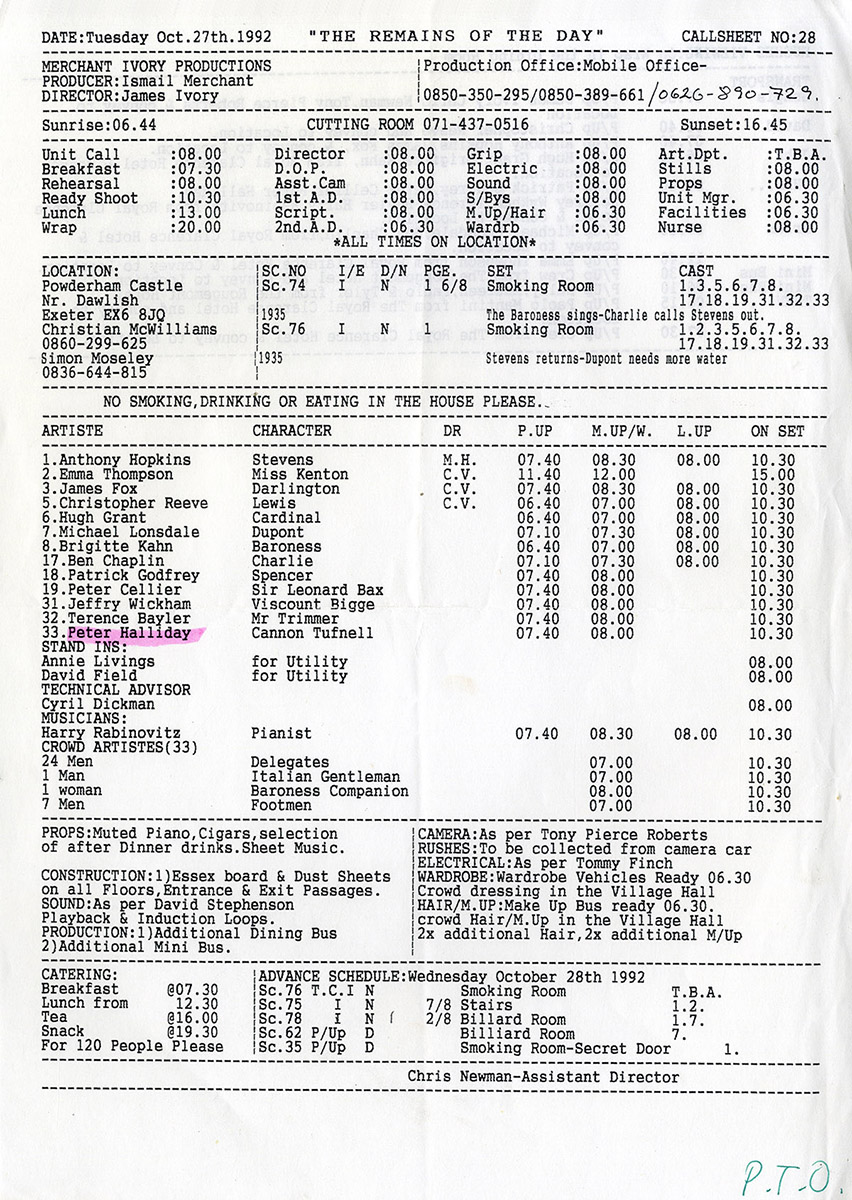 DATE:Tuesday Oct.27th.1992 "THE REMAINS OF THE DAY" CALLSHEET NO:28
MERCHANT IVORY PRODUCTIONS Production Office:Mobile Office-
PRODUCER:Ismail Merchant
DIRECTOR:James Ivory 0850-350-295/0850-389-661/0626-890-729.
Sunrise:06.44 CUTTING ROOM 071-437-0516 Sunset:16.45
Unit Call :08.00 Director :08.00 Grip :08.00 Art.Dpt. :T.B.A.
Breakfast :07.30 D.O.P. :08.00 Electric :08.00 Stills :08.00
Rehearsal :08.00 Asst.Cam :08.00 Sound :08.00 Props :08.00
Ready Shoot :10.30 1st.A.D. :08.00 S/Bys :08.00 Unit Mgr. :06.30
Lunch :13.00 Script. :08.00 M.Up/Hair :06.30 Facilities :06.30
Wrap :20.00 2nd.A.D. :06.30 Wardrb :06.30 Nurse :08.00
*ALL TIMES ON LOCATION*
LOCATION: SC.NO I/E D/N PGE. SET CAST
Powderham Castle Sc.74 I N 1 6/8 Smoking Room 1.3.5.6.7.8.
Nr. Dawlish 17.18.19.31.32.33
Exeter EX6 8JQ 1935 The Baroness sings-Charlie calls Stevens out.
Christian McWilliams Sc.76 I N 1 Smoking Room 1.2.3.5.6.7.8.
0860-299-625 17.18.19.31.32.33
Simon Moseley 1935 Stevens returns-Dupont needs more water
0836-644-815
NO SMOKING,DRINKING OR EATING IN THE HOUSE PLEASE.
ARTISTE CHARACTER DR P.UP M.UP/W. L.UP ON SET
1.Anthony Hopkins Stevens M.H. 07.40 08.30 08.00 10.30
2.Emma Thompson Miss Kenton C.V. 11.40 12.00 15.00
3.James Fox Darlington C.V. 07.40 08.30 08.00 10.30
5.Christopher Reeve Lewis C.V. 06.40 07.00 08.00 10.30
6.Hugh Grant Cardinal 06.40 07.00 08.00 10.30
7.Michael Lonsdale Dupont 07.10 07.30 08.00 10.30
8.Brigitte Kahn Baroness 06.40 07.00 08.00 10.30
17.Ben Chaplin Charlie 07.10 07.30 08.00 10.30
18.Patrick Godfrey Spencer 07.40 08.00 10.30
19.Peter Cellier Sir Leonard Bax 07.40 08.00 10.30
31.Jeffry Wickham Viscount Bigge 07.40 08.00 10.30
32.Terence Bayler Mr Trimmer 07.40 08.00 10.30
33.Peter Halliday Cannon Tufnell 07.40 08.00 10.30
STAND INS:
Annie Livings for Utility 08.00
David Field for Utility 08.00
TECHNICAL ADVISOR
Cyril Dickman 08.00
MUSICIANS:
Harry Rabinovitz Pianist 07.40 08.30 08.00 10.30
CROWD ARTISTES(33)
24 Men Delegates 07.00 10.30
1 Man Italian Gentleman 07.00 10.30
1 woman Baroness Companion 08.00 10.30
7 Men Footmen 07.00 10.30
PROPS:Muted Piano,Cigars,selection
of after Dinner drinks.Sheet Music.
CONSTRUCTION:1)Essex board & Dust Sheets
on all Floors,Entrance & Exit Passages.
SOUND:As per David Stephenson
Playback & Induction Loops.
PRODUCTION:1)Additional Dining Bus
2)Additional Mini Bus.
CAMERA:As per Tony Pierce Roberts
RUSHES:To be collected from camera car
ELECTRICAL:As per Tommy Finch
WARDROBE:Wardrobe Vehicles Ready 06.30
Crowd dressing in the Village Hall
HAIR/M.UP:Make Up Bus ready 06.30.
crowd Hair/M.Up in the Village Hall
2x additional Hair,2x additional M/Up
CATERING: ADVANCE SCHEDULE:Wednesday October 28th 1992
Breakfast @07.30 Sc.76 T.C.I N Smoking Room T.B.A.
Lunch from 12.30 Sc.75 I N 7/8 Stairs 1.2.
Tea @16.00 Sc.78 I N 2/8 Billard Room 1.7.
Snack @19.30 Sc.62 P/Up D Billiard Room 7.
For 120 People Please Sc.35 P/Up D Smoking Room-Secret Door 1.
Chris Newman-Assistant Director
P.T.O.